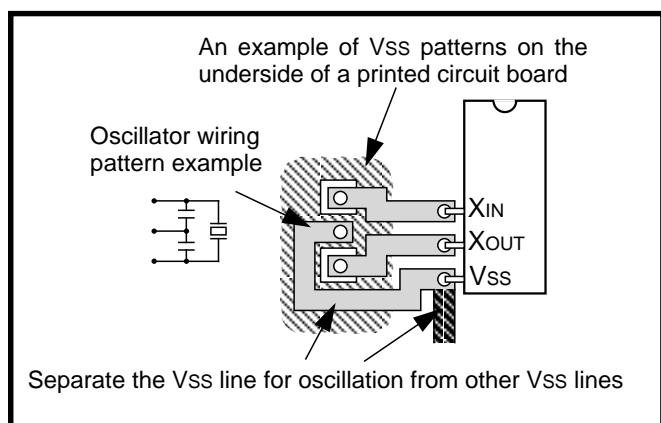 An example of VSS patterns on the
underside of a printed circuit board
Oscillator wiring
pattern example
XIN
XOUT
VSS
Separate the VSS line for oscillation from other VSS lines